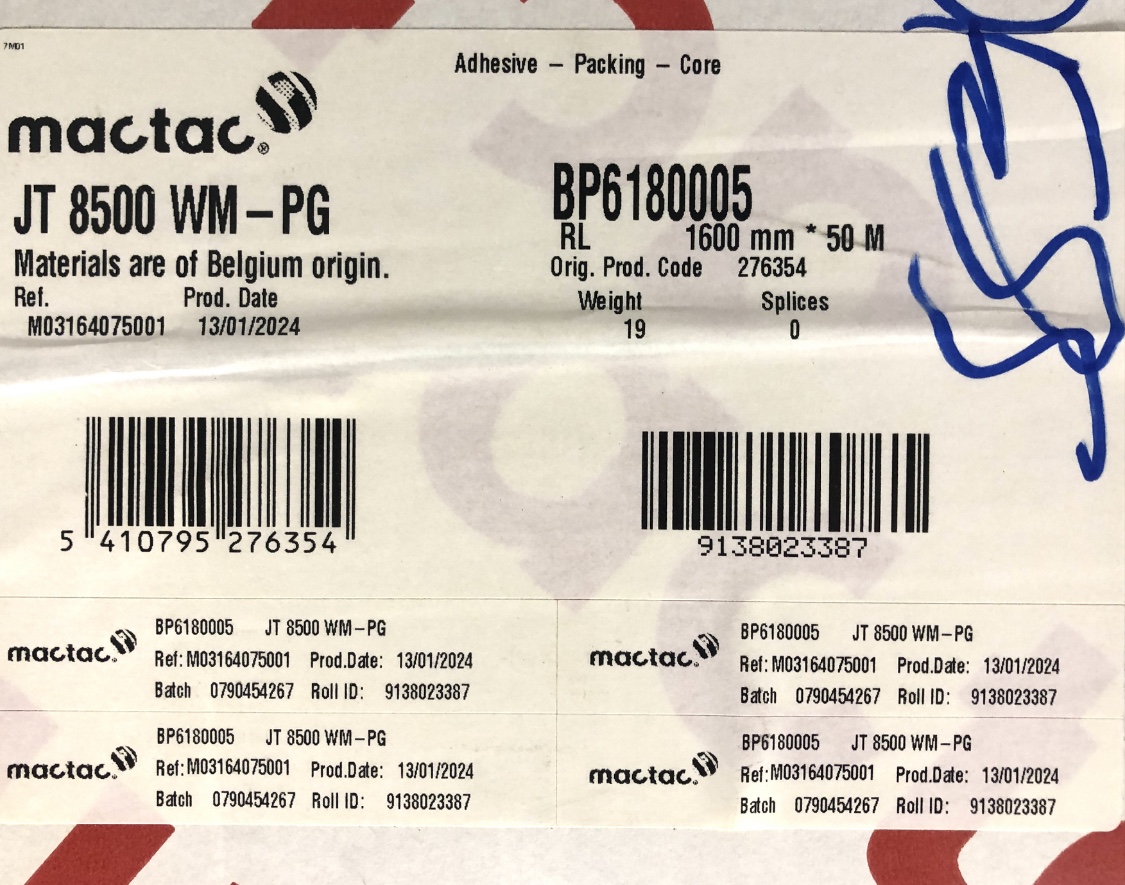 7M01
Adhesive – Packing – Core
mactac®
JT 8500 WM–PG
Materials are of Belgium origin.
Ref. Prod. Date
M03164075001 13/01/2024
BP6180005
RL 1600 mm * 50 M
Orig. Prod. Code 276354
Weight Splices
19 0
5 410795 276354
9138023387
mactac
BP6180005 JT 8500 WM–PG
Ref: M03164075001 Prod.Date: 13/01/2024
Batch 0790454267 Roll ID: 9138023387
mactac
BP6180005 JT 8500 WM–PG
Ref: M03164075001 Prod.Date: 13/01/2024
Batch 0790454267 Roll ID: 9138023387
mactac
BP6180005 JT 8500 WM–PG
Ref:M03164075001 Prod.Date: 13/01/2024
Batch 0790454267 Roll ID: 9138023387
mactac
BP6180005 JT 8500 WM–PG
Ref:M03164075001 Prod.Date: 13/01/2024
Batch 0790454267 Roll ID: 9138023387